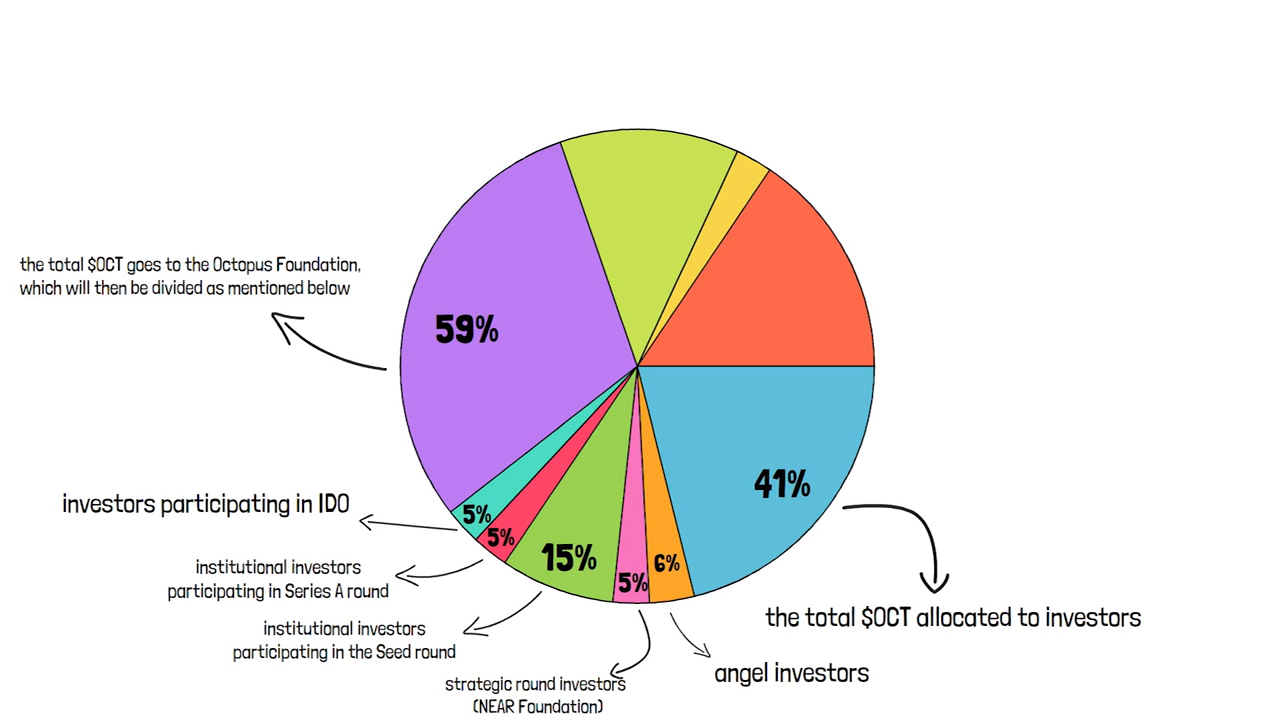 the total $OCT goes to the Octopus Foundation,
which will then be divided as mentioned below
59%
41%
investors participating in IDO
5%
5%
15%
5%
6%
institutional investors
participating in Series A round
institutional investors
participating in the Seed round
strategic round investors
(NEAR Foundation)
the total $OCT allocated to investors
angel investors